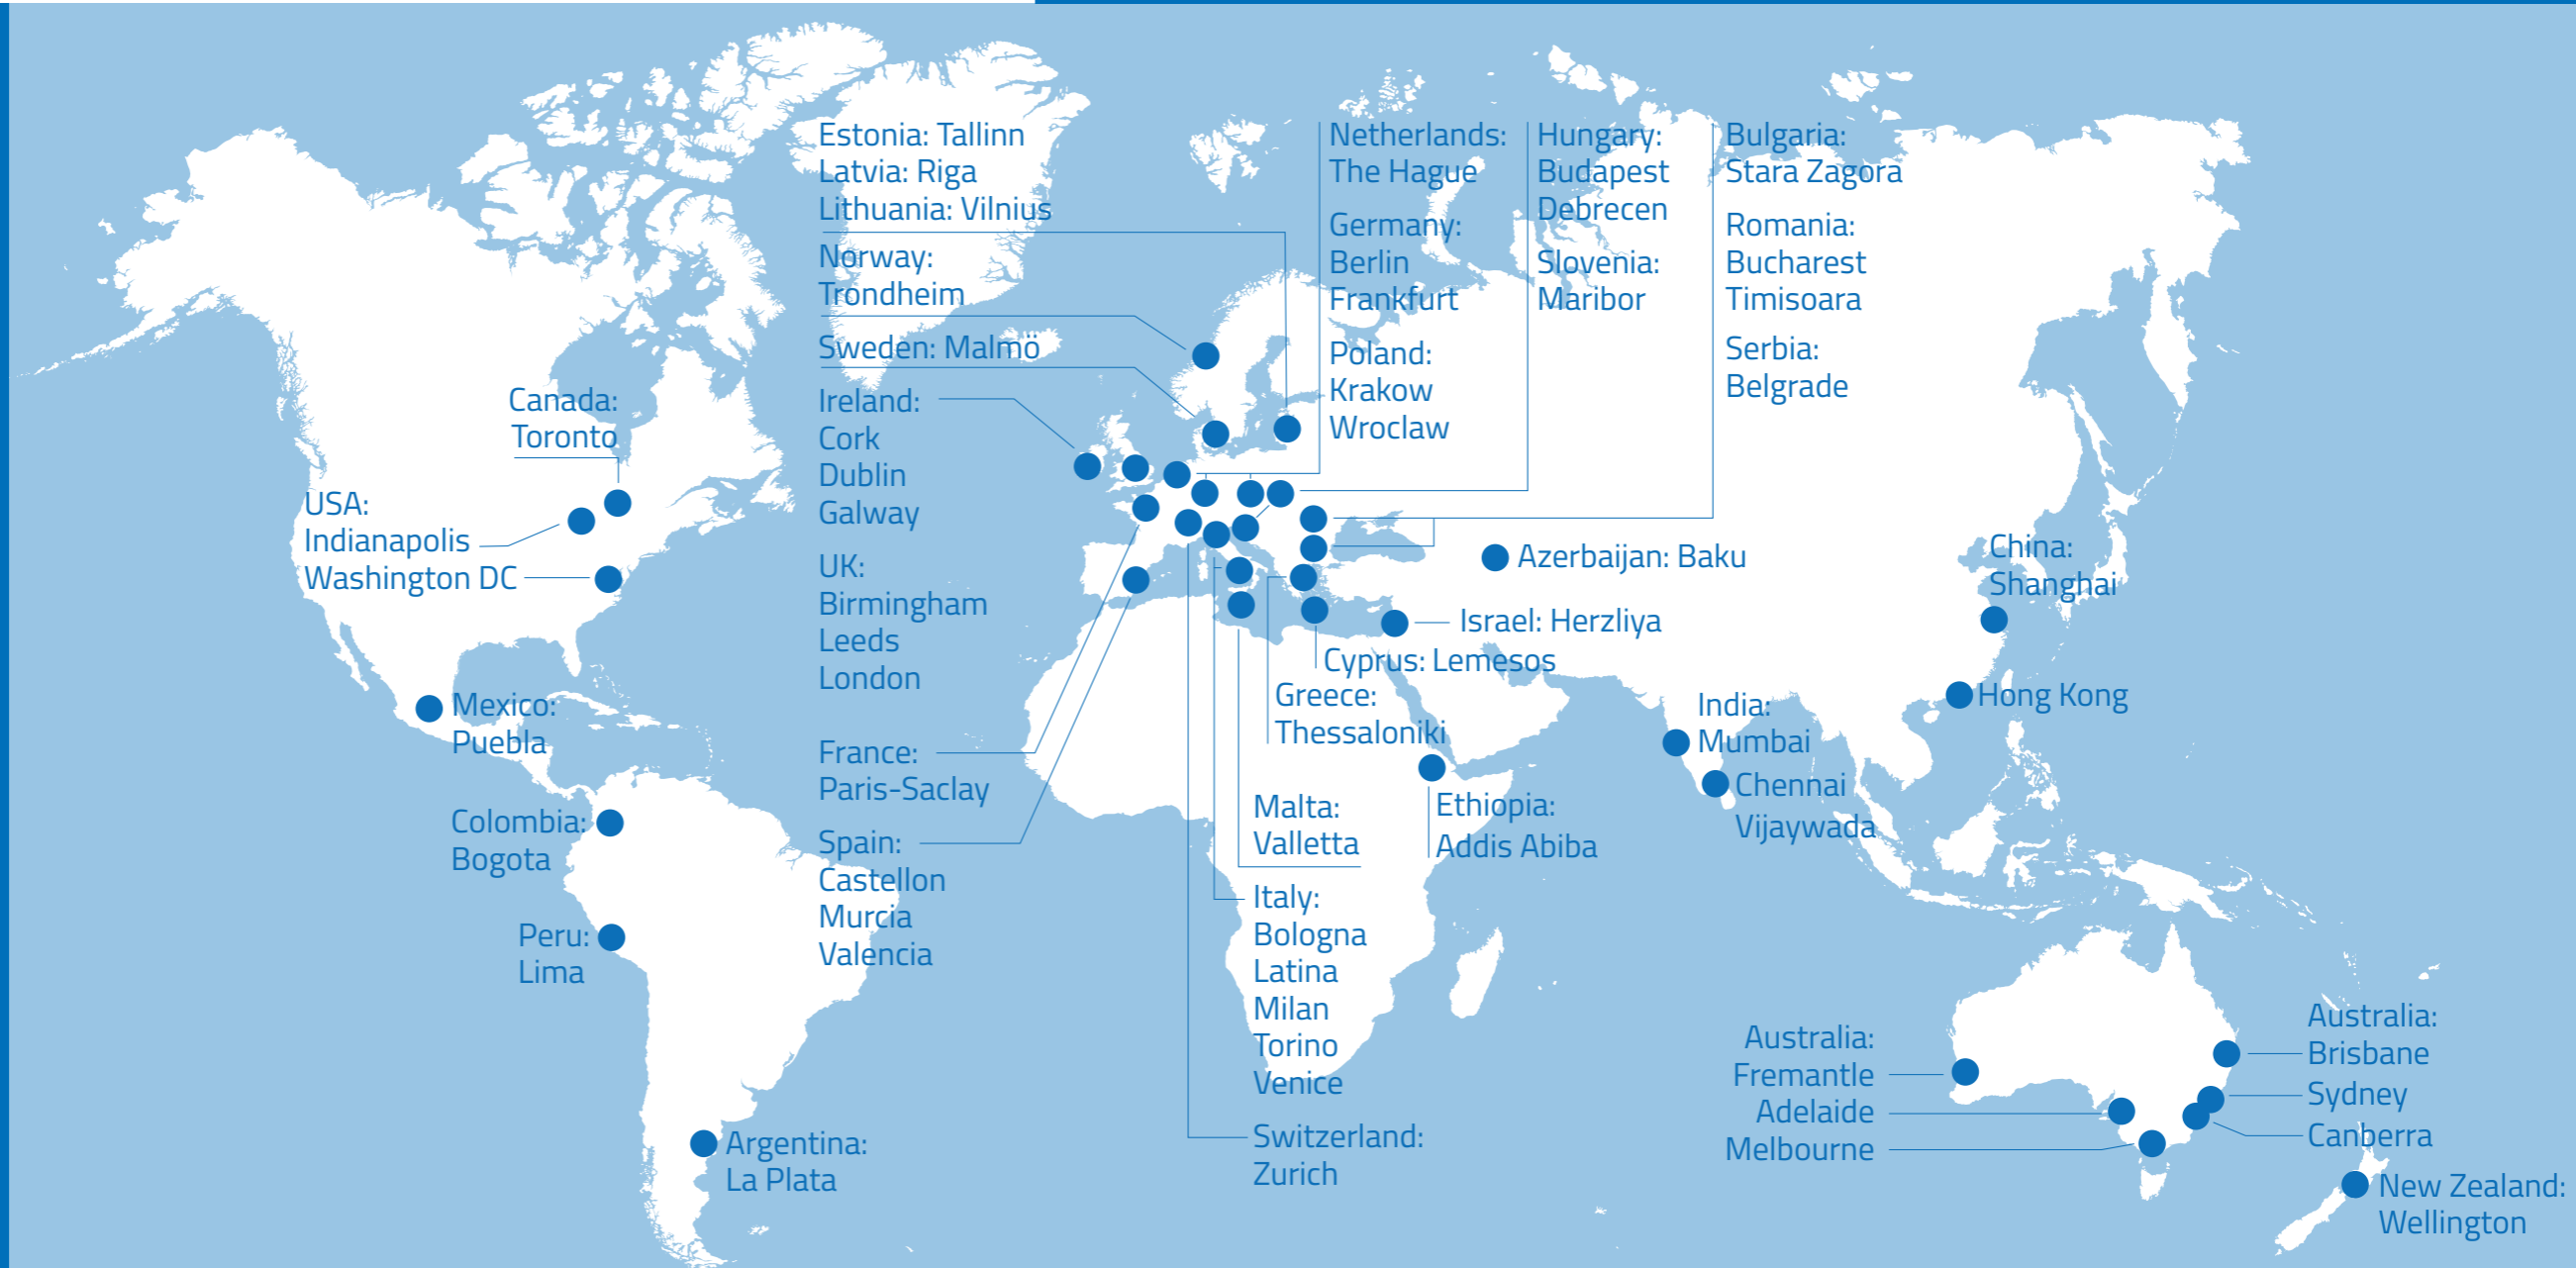 Canada:
Toronto
USA:
Indianapolis
Washington DC
Mexico:
Puebla
Colombia:
Bogota
Peru:
Lima
Argentina:
La Plata
Estonia: Tallinn
Latvia: Riga
Lithuania: Vilnius
Norway:
Trondheim
Sweden: Malmö
Ireland:
Cork
Dublin
Galway
UK:
Birmingham
Leeds
London
France:
Paris-Saclay
Spain:
Castellon
Murcia
Valencia
Netherlands:
The Hague
Germany:
Berlin
Frankfurt
Poland:
Krakow
Wroclaw
Hungary:
Budapest
Debrecen
Slovenia:
Maribor
Bulgaria:
Stara Zagora
Romania:
Bucharest
Timisoara
Serbia:
Belgrade
Azerbaijan: Baku
Israel: Herzliya
Cyprus: Lemesos
Greece:
Thessaloniki
Malta:
Valletta
Ethiopia:
Addis Abiba
Italy:
Bologna
Latina
Milan
Torino
Venice
Switzerland:
Zurich
China:
Shanghai
Hong Kong
India:
Mumbai
Chennai
Vijaywada
Australia:
Fremantle
Adelaide
Melbourne
Australia:
Brisbane
Sydney
Canberra
New Zealand:
Wellington